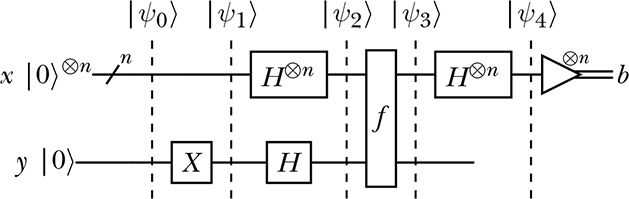 |ψ₀⟩ |ψ₁⟩ |ψ₂⟩ |ψ₃⟩ |ψ₄⟩
x |0⟩⊗n n H⊗n H⊗n ⊗n b
f
y |0⟩ X H